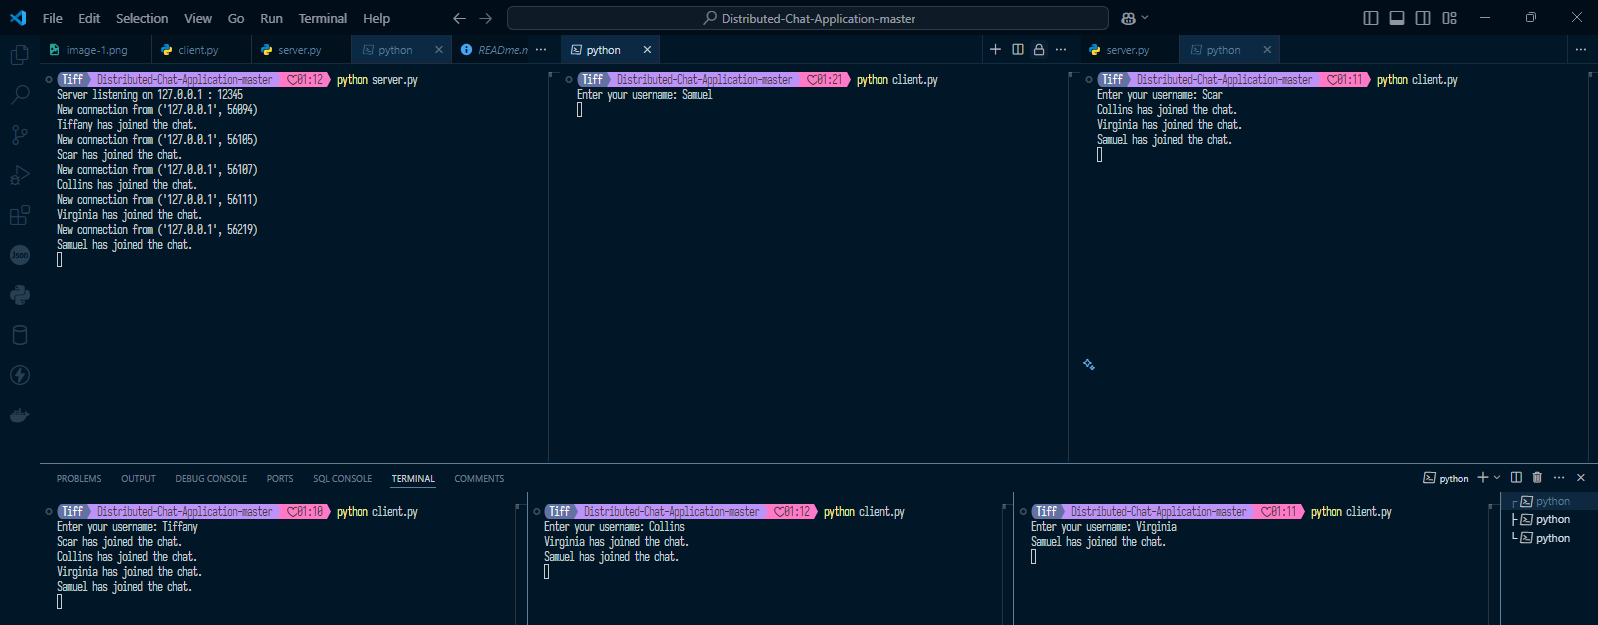 File Edit Selection View Go Run Terminal Help
Distributed-Chat-Application-master
image-1.png client.py server.py python READme.n python server.py python
Tiff Distributed-Chat-Application-master 01:12 python server.py
Server listening on 127.0.0.1 : 12345
New connection from ('127.0.0.1', 56094)
Tiffany has joined the chat.
New connection from ('127.0.0.1', 56105)
Scar has joined the chat.
New connection from ('127.0.0.1', 56107)
Collins has joined the chat.
New connection from ('127.0.0.1', 56111)
Virginia has joined the chat.
New connection from ('127.0.0.1', 56219)
Samuel has joined the chat.
Tiff Distributed-Chat-Application-master 01:21 python client.py
Enter your username: Samuel
Tiff Distributed-Chat-Application-master 01:11 python client.py
Enter your username: Scar
Collins has joined the chat.
Virginia has joined the chat.
Samuel has joined the chat.
Json
PROBLEMS OUTPUT DEBUG CONSOLE PORTS SQL CONSOLE TERMINAL COMMENTS
python
Tiff Distributed-Chat-Application-master 01:10 python client.py
Enter your username: Tiffany
Scar has joined the chat.
Collins has joined the chat.
Virginia has joined the chat.
Samuel has joined the chat.
Tiff Distributed-Chat-Application-master 01:12 python client.py
Enter your username: Collins
Virginia has joined the chat.
Samuel has joined the chat.
Tiff Distributed-Chat-Application-master 01:11 python client.py
Enter your username: Virginia
Samuel has joined the chat.
python
python
python